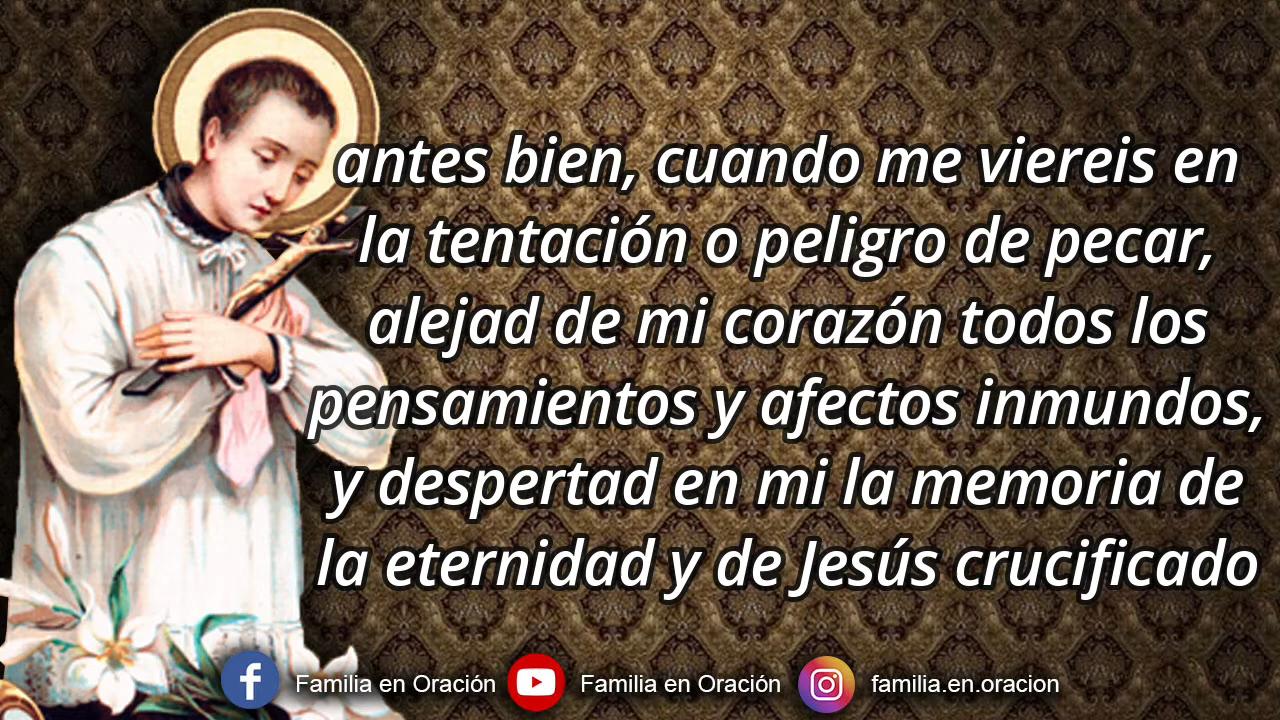 antes bien, cuando me viereis en
la tentación o peligro de pecar,
alejad de mi corazón todos los
pensamientos y afectos inmundos,
y despertad en mi la memoria de
la eternidad y de Jesús crucificado
Familia en Oración
Familia en Oración
familia.en.oracion